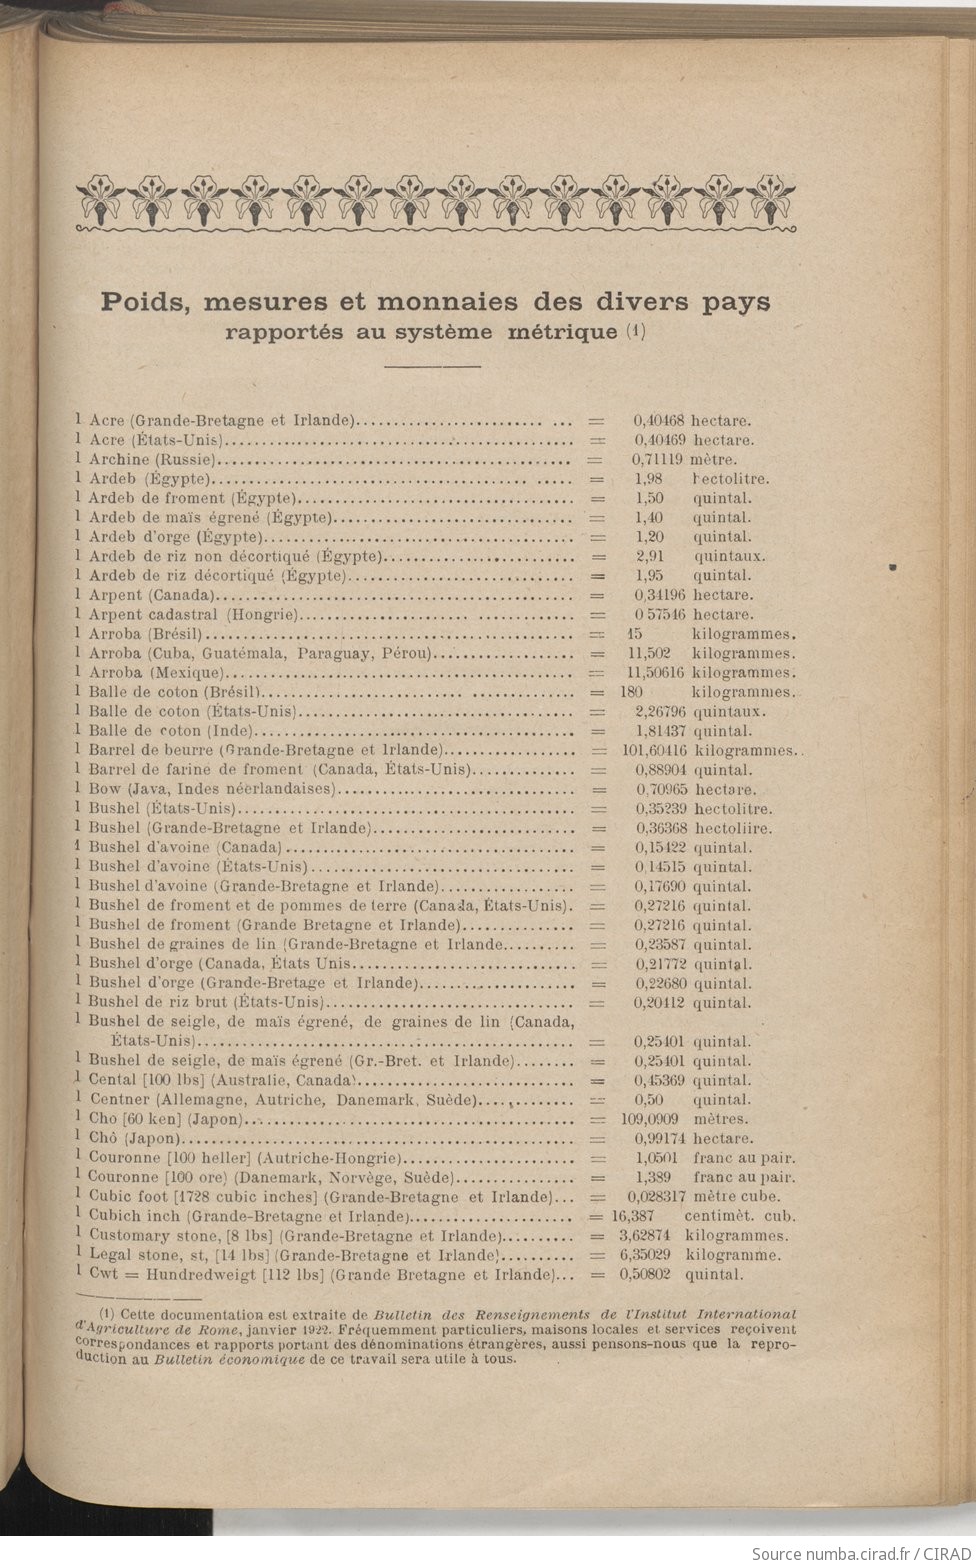 Poids, mesures et monnaies des divers pays
rapportés au système métrique (1)
1 Acre (Grande-Bretagne et Irlande)........................ ... = 0,40468 hectare.
1 Acre (États-Unis)............................................. = 0,40469 hectare.
1 Archine (Russie)............................................. = 0,71119 mètre.
1 Ardeb (Égypte)........................................ ..... = 1,98 hectolitre.
1 Ardeb de froment (Égypte).................................... = 1,50 quintal.
1 Ardeb de maïs égrené (Égypte)............................... = 1,40 quintal.
1 Ardeb d'orge (Égypte)........................................ = 1,20 quintal.
1 Ardeb de riz non décortiqué (Égypte)......................... = 2,91 quintaux.
1 Ardeb de riz décortiqué (Égypte)............................. = 1,95 quintal.
1 Arpent (Canada).............................................. = 0,34196 hectare.
1 Arpent cadastral (Hongrie)....................... ............ = 0 57546 hectare.
1 Arroba (Brésil)............................................... = 15 kilogrammes.
1 Arroba (Cuba, Guatémala, Paraguay, Pérou).................. = 11,502 kilogrammes.
1 Arroba (Mexique)............................................. = 11,50616 kilogrammes.
1 Balle de coton (Brésil).......................... ............. = 180 kilogrammes.
1 Balle de coton (États-Unis)................................... = 2,26796 quintaux.
1 Balle de coton (Inde)......................................... = 1,81437 quintal.
1 Barrel de beurre (Grande-Bretagne et Irlande)................. = 101,60416 kilogrammes.
1 Barrel de farine de froment (Canada, États-Unis)............. = 0,88904 quintal.
1 Bow (Java, Indes néerlandaises).............................. = 0,70965 hectare.
1 Bushel (États-Unis)........................................... = 0,35239 hectolitre.
1 Bushel (Grande-Bretagne et Irlande).......................... = 0,36368 hectoliire.
1 Bushel d'avoine (Canada)..................................... = 0,15422 quintal.
1 Bushel d'avoine (États-Unis).................................. = 0,14515 quintal.
1 Bushel d'avoine (Grande-Bretagne et Irlande)................. = 0,17690 quintal.
1 Bushel de froment et de pommes de terre (Canada, États-Unis). = 0,27216 quintal.
1 Bushel de froment (Grande Bretagne et Irlande)............... = 0,27216 quintal.
1 Bushel de graines de lin (Grande-Bretagne et Irlande.......... = 0,23587 quintal.
1 Bushel d'orge (Canada, États Unis............................. = 0,21772 quintal.
1 Bushel d'orge (Grande-Bretage et Irlande).................... = 0,22680 quintal.
1 Bushel de riz brut (États-Unis)................................ = 0,20412 quintal.
1 Bushel de seigle, de maïs égrené, de graines de lin (Canada,
États-Unis)................................................ = 0,25401 quintal.
1 Bushel de seigle, de maïs égrené (Gr.-Bret. et Irlande)........ = 0,25401 quintal.
1 Cental [100 lbs] (Australie, Canada)........................... = 0,45369 quintal.
1 Centner (Allemagne, Autriche, Danemark, Suède)............. = 0,50 quintal.
1 Cho [60 ken] (Japon).......................................... = 109,0909 mètres.
1 Chô (Japon).................................................. = 0,99174 hectare.
1 Couronne [100 heller] (Autriche-Hongrie)...................... = 1,0501 franc au pair.
1 Couronne [100 ore) (Danemark, Norvège, Suède)............... = 1,389 franc au pair.
1 Cubic foot [1728 cubic inches] (Grande-Bretagne et Irlande)... = 0,028317 mètre cube.
1 Cubich inch (Grande-Bretagne et Irlande)..................... = 16,387 centimèt. cub.
1 Customary stone, [8 lbs] (Grande-Bretagne et Irlande).......... = 3,62874 kilogrammes.
1 Legal stone, st, [14 lbs] (Grande-Bretagne et Irlande).......... = 6,35029 kilogramme.
1 Cwt = Hundredweigt [112 lbs] (Grande Bretagne et Irlande)... = 0,50802 quintal.
(1) Cette documentation est extraite de Bulletin des Renseignements de l'Institut International
d'Agriculture de Rome, janvier 1922. Fréquemment particuliers, maisons locales et services reçoivent
correspondances et rapports portant des dénominations étrangères, aussi pensons-nous que la repro-
duction au Bulletin économique de ce travail sera utile à tous.
Source numba.cirad.fr / CIRAD